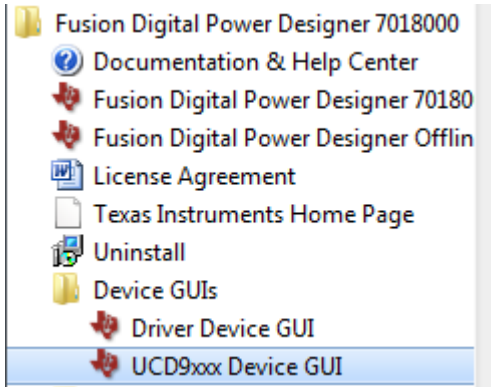 Fusion Digital Power Designer 7018000
Documentation & Help Center
Fusion Digital Power Designer 70180
Fusion Digital Power Designer Offlin
License Agreement
Texas Instruments Home Page
Uninstall
Device GUIs
Driver Device GUI
UCD9xxx Device GUI